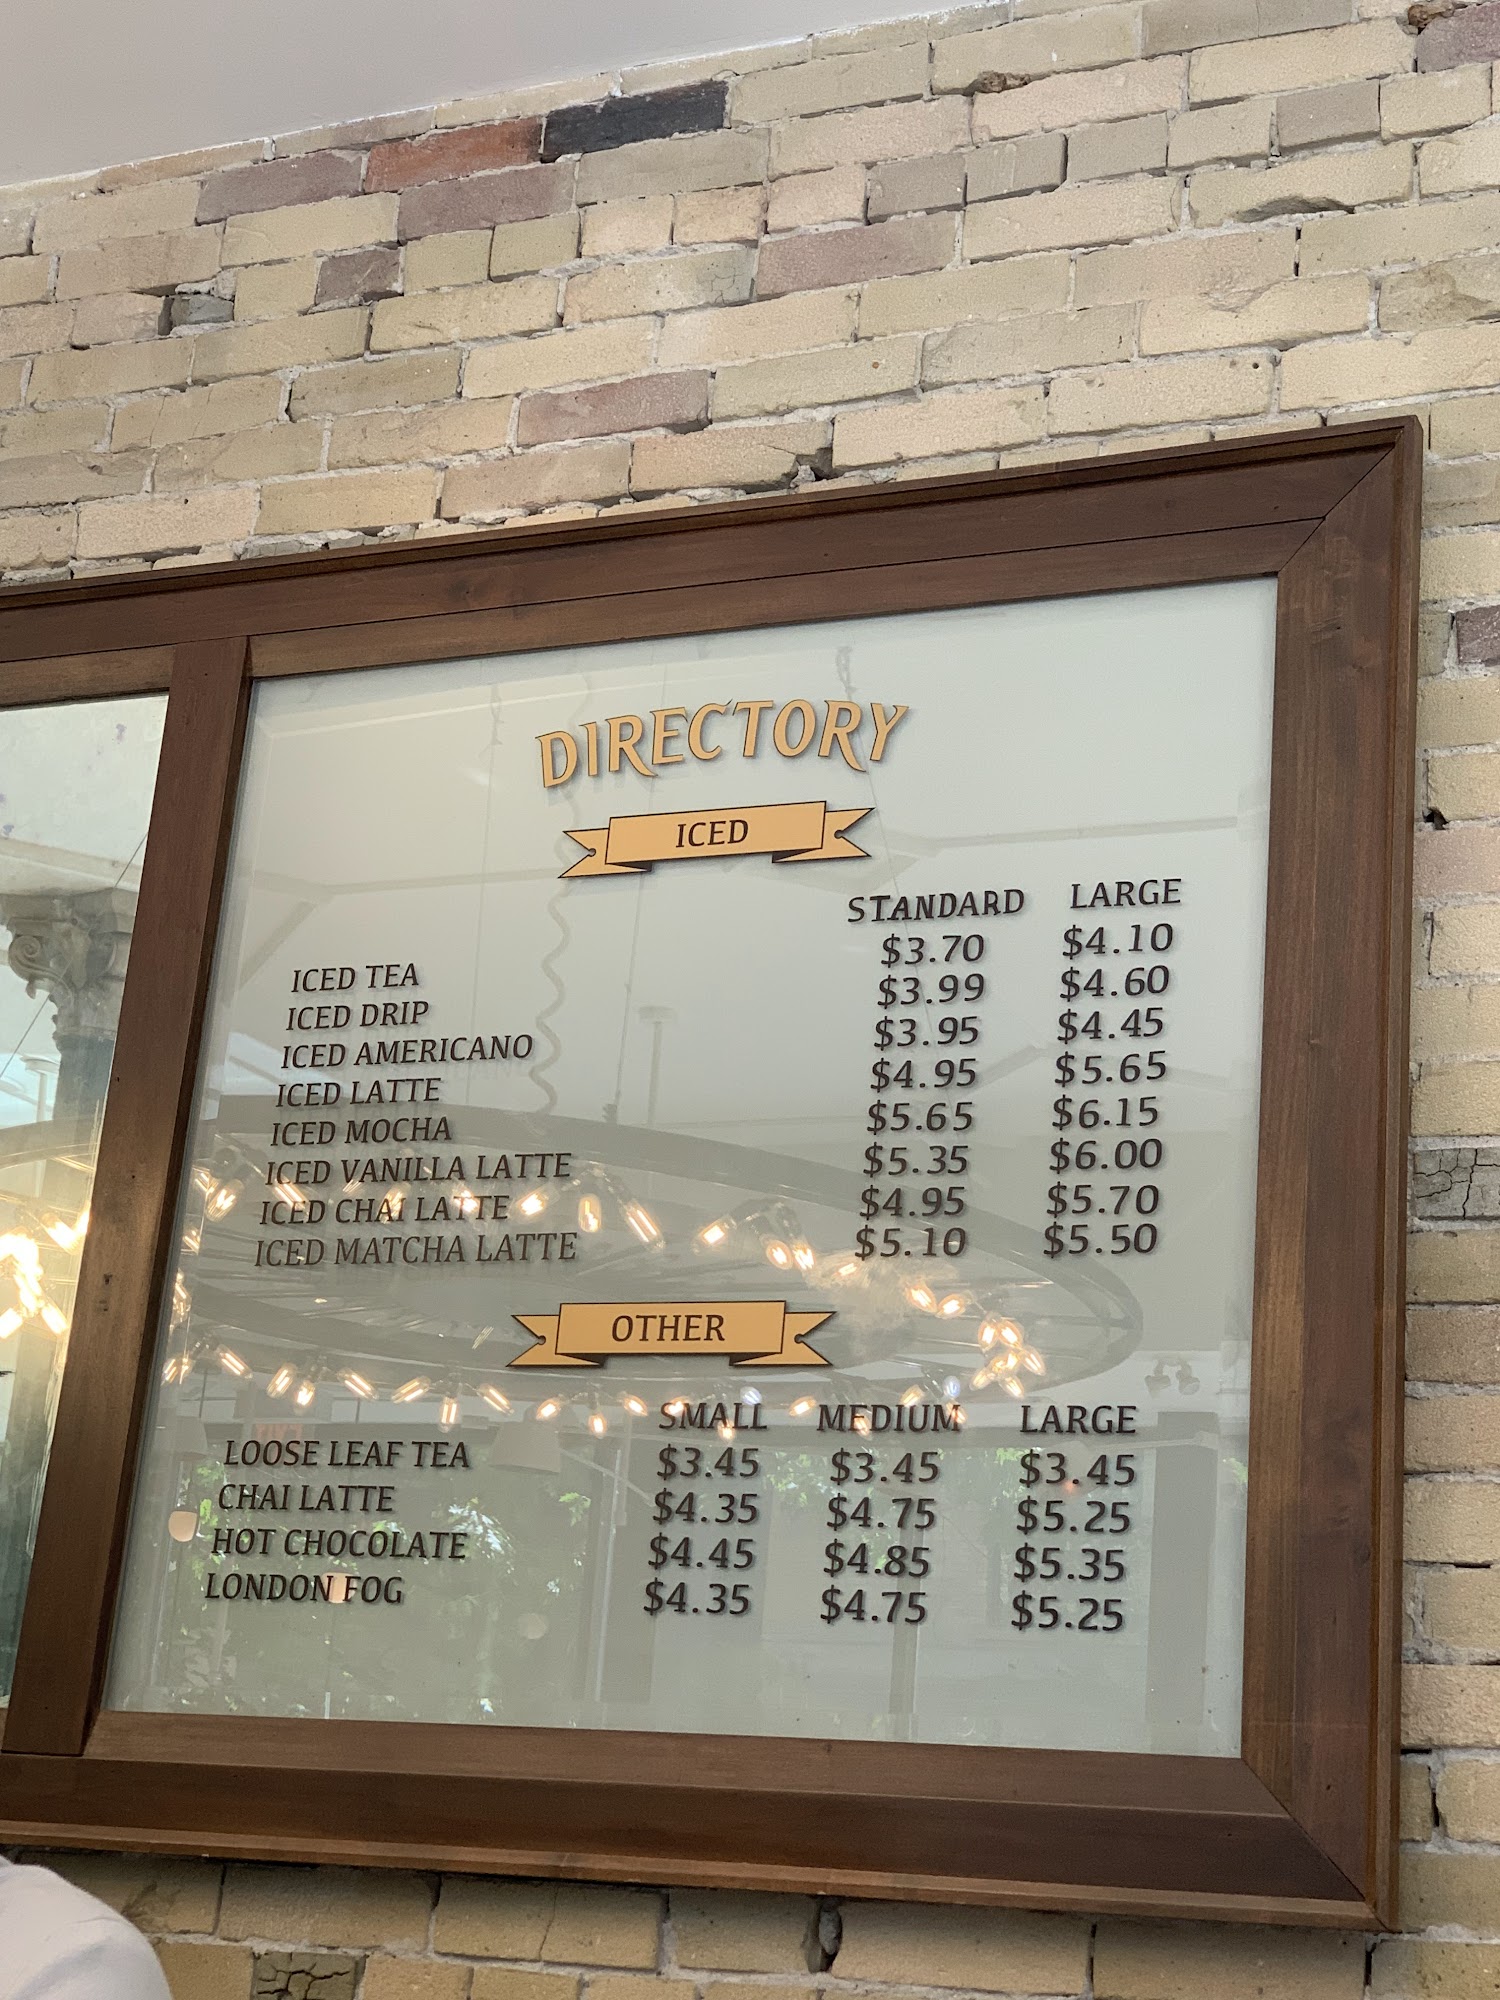 DIRECTORY
ICED
STANDARD LARGE
ICED TEA $3.70 $4.10
ICED DRIP $3.99 $4.60
ICED AMERICANO $3.95 $4.45
ICED LATTE $4.95 $5.65
ICED MOCHA $5.65 $6.15
ICED VANILLA LATTE $5.35 $6.00
ICED CHAI LATTE $4.95 $5.70
ICED MATCHA LATTE $5.10 $5.50
OTHER
SMALL MEDIUM LARGE
LOOSE LEAF TEA $3.45 $3.45 $3.45
CHAI LATTE $4.35 $4.75 $5.25
HOT CHOCOLATE $4.45 $4.85 $5.35
LONDON FOG $4.35 $4.75 $5.25